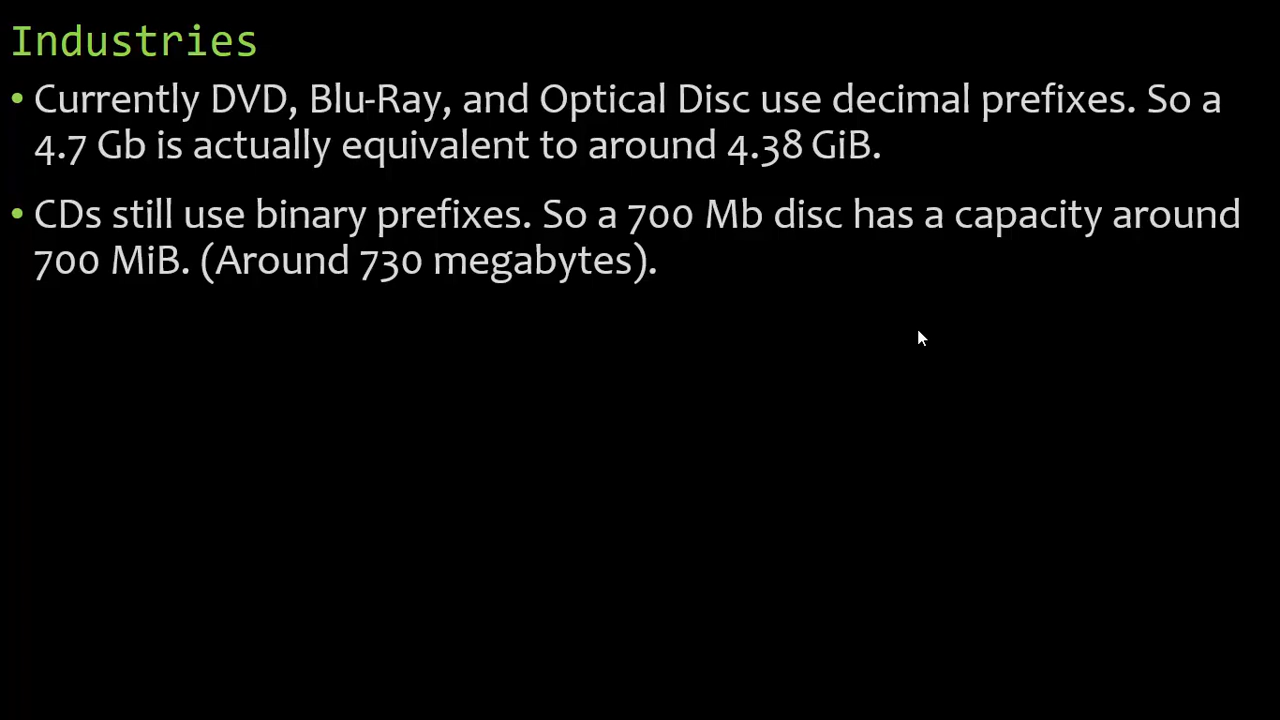 Industries
• Currently DVD, Blu-Ray, and Optical Disc use decimal prefixes. So a
4.7 Gb is actually equivalent to around 4.38 GiB.
• CDs still use binary prefixes. So a 700 Mb disc has a capacity around
700 MiB. (Around 730 megabytes).